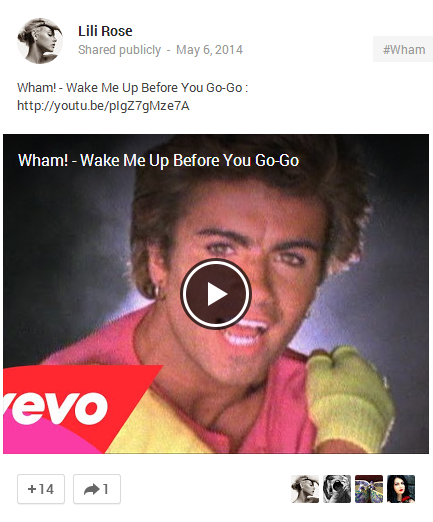 Lili Rose
Shared publicly - May 6, 2014
#Wham
Wham! - Wake Me Up Before You Go-Go :
http://youtu.be/pIgZ7gMze7A
Wham! - Wake Me Up Before You Go-Go
vevo
+14
1